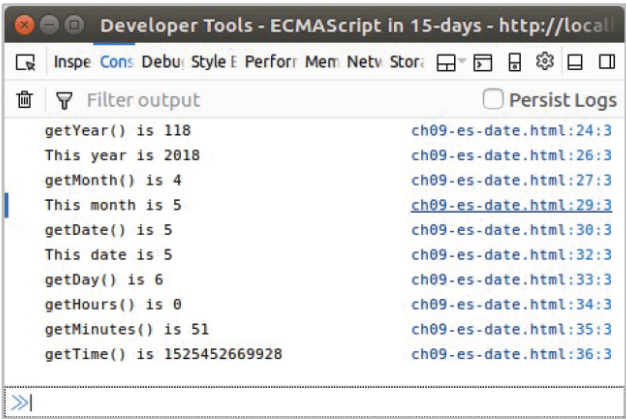 Developer Tools - ECMAScript in 15-days - http://local
Inspe Cons Debu Style E Perfor Mem Netw Stora
Filter output Persist Logs
getYear() is 118 ch09-es-date.html:24:3
This year is 2018 ch09-es-date.html:26:3
getMonth() is 4 ch09-es-date.html:27:3
This month is 5 ch09-es-date.html:29:3
getDate() is 5 ch09-es-date.html:30:3
This date is 5 ch09-es-date.html:32:3
getDay() is 6 ch09-es-date.html:33:3
getHours() is 0 ch09-es-date.html:34:3
getMinutes() is 51 ch09-es-date.html:35:3
getTime() is 1525452669928 ch09-es-date.html:36:3